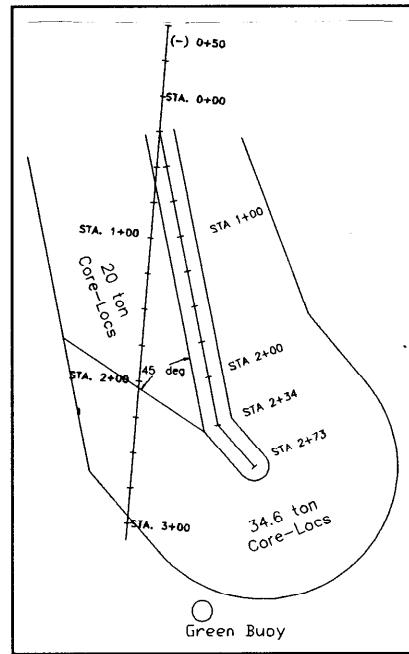 (-) 0+50
STA. 0+00
STA. 1+00
STA 1+00
20 ton
Core-Locs
STA. 2+00
45 deg
STA 2+00
STA 2+34
STA 2+73
34.6 ton
Core-Locs
STA. 3+00
Green Buoy